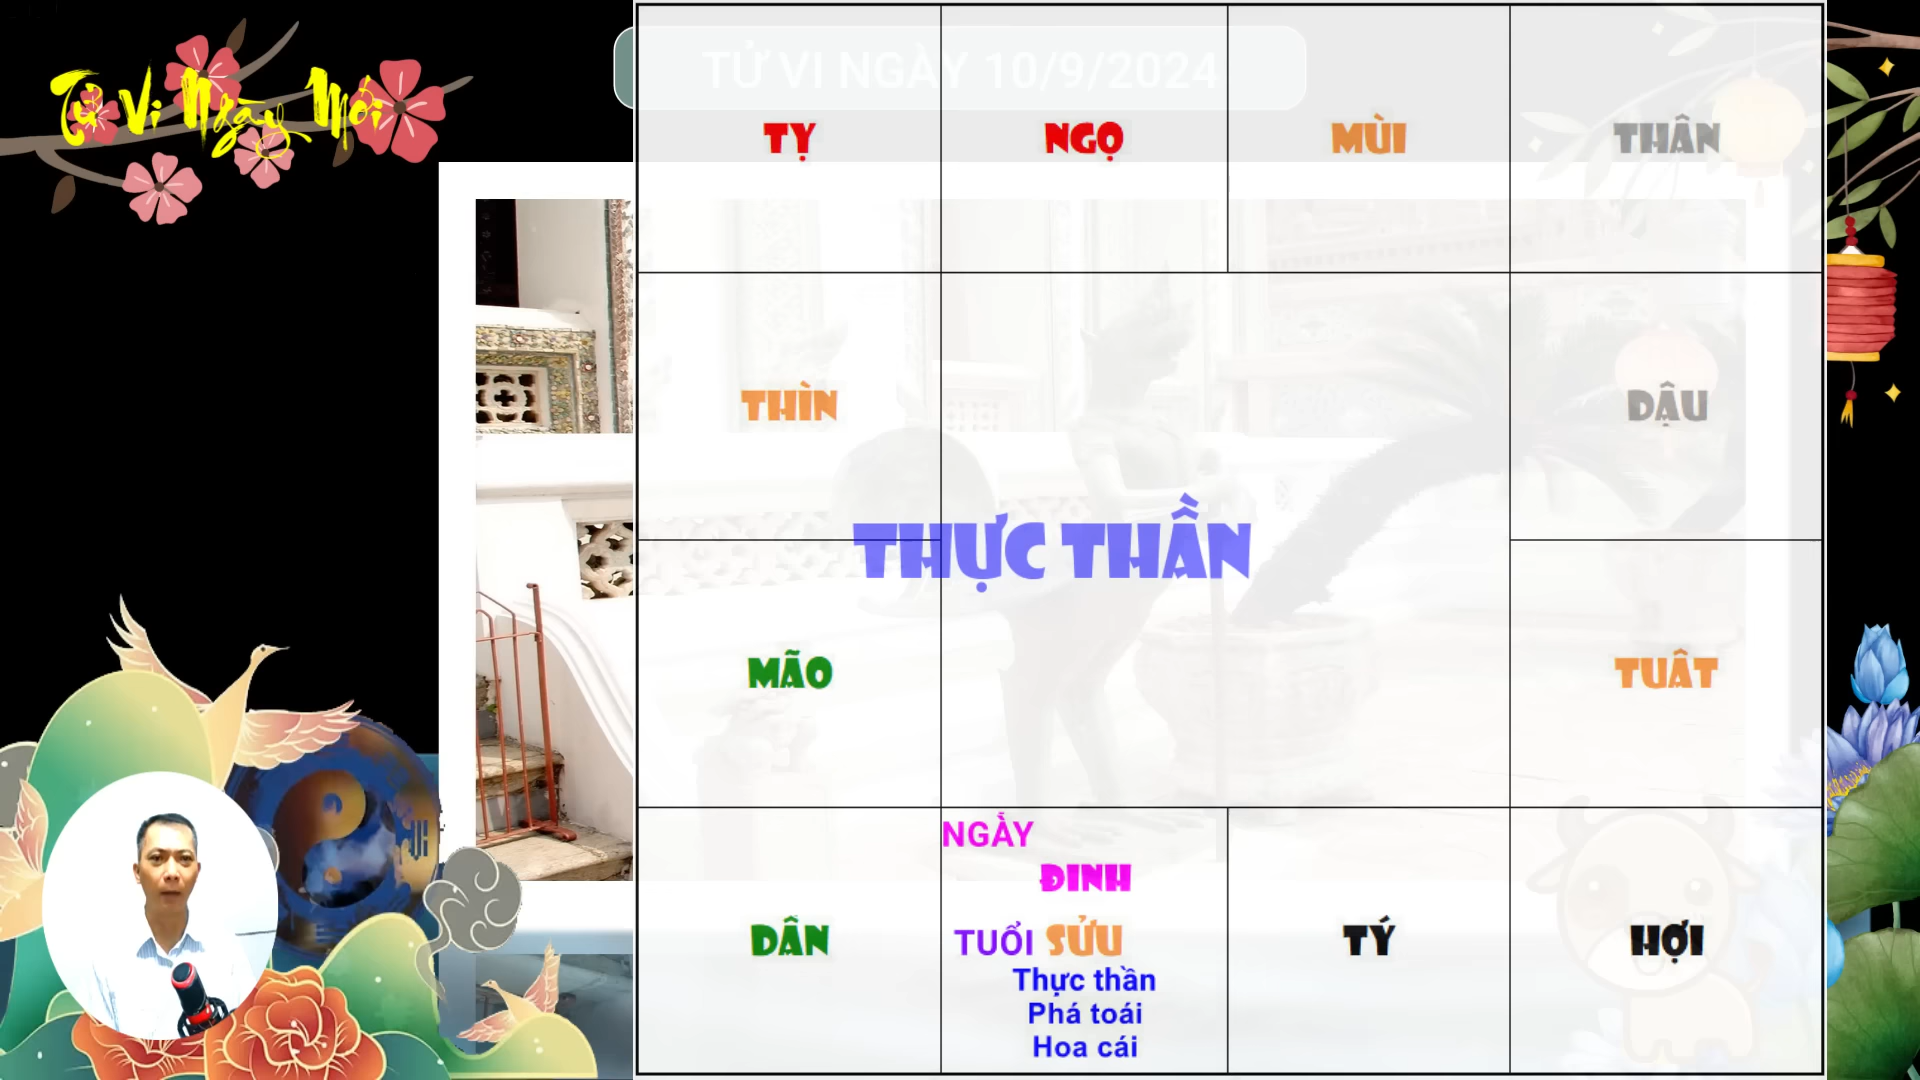 Tử Vi Ngày Mới
TỬ VI NGÀY 10/9/2024
TỴ
NGỌ
MÙI
THÂN
THÌN
DẬU
THỰC THẦN
MÃO
TUẤT
NGÀY
ĐINH
DẦN
TUỔI SỬU
TÝ
HỢI
Thực thần
Phá toái
Hoa cái